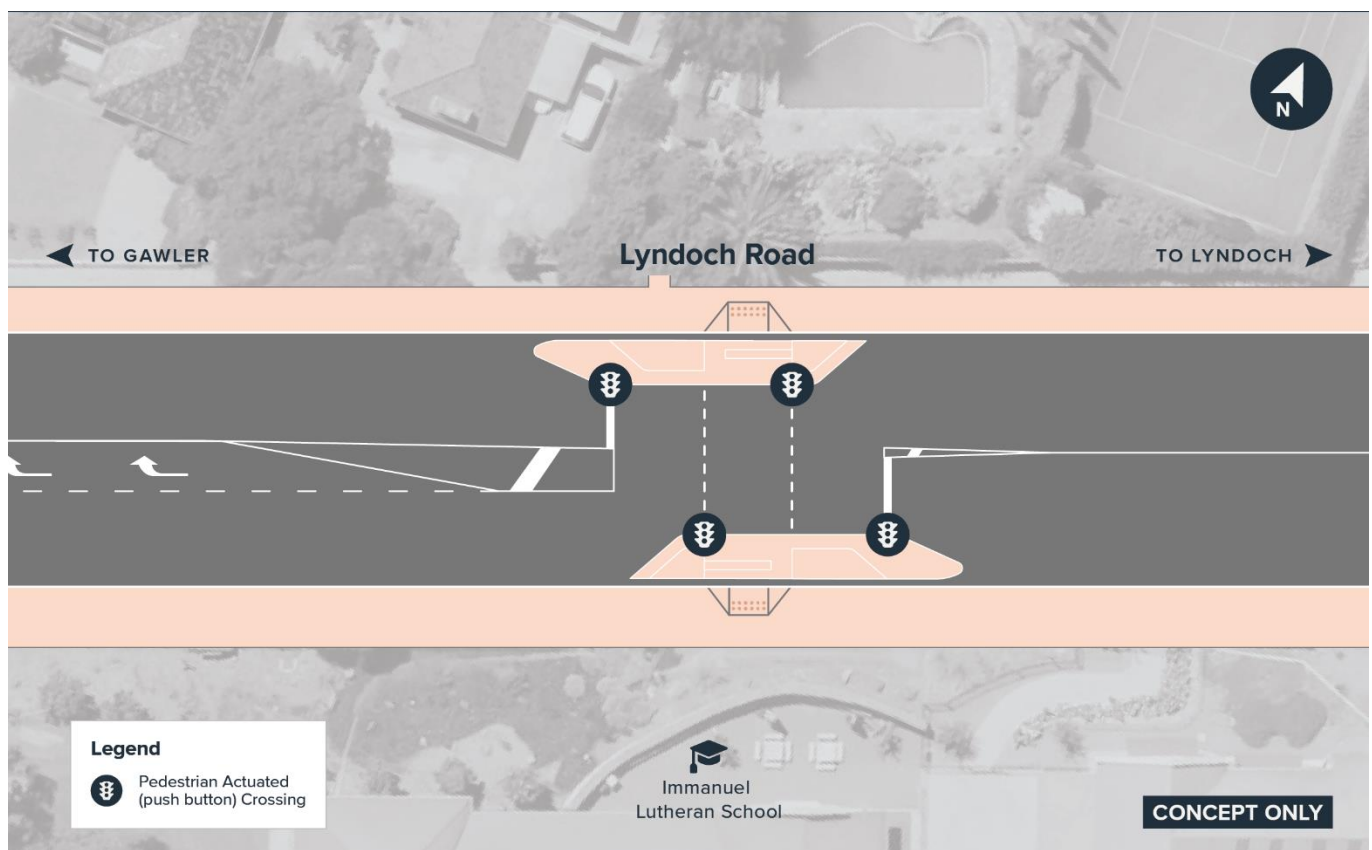 N
TO GAWLER
Lyndoch Road
TO LYNDOCH
Legend
Pedestrian Actuated
(push button) Crossing
Immanuel
Lutheran School
CONCEPT ONLY